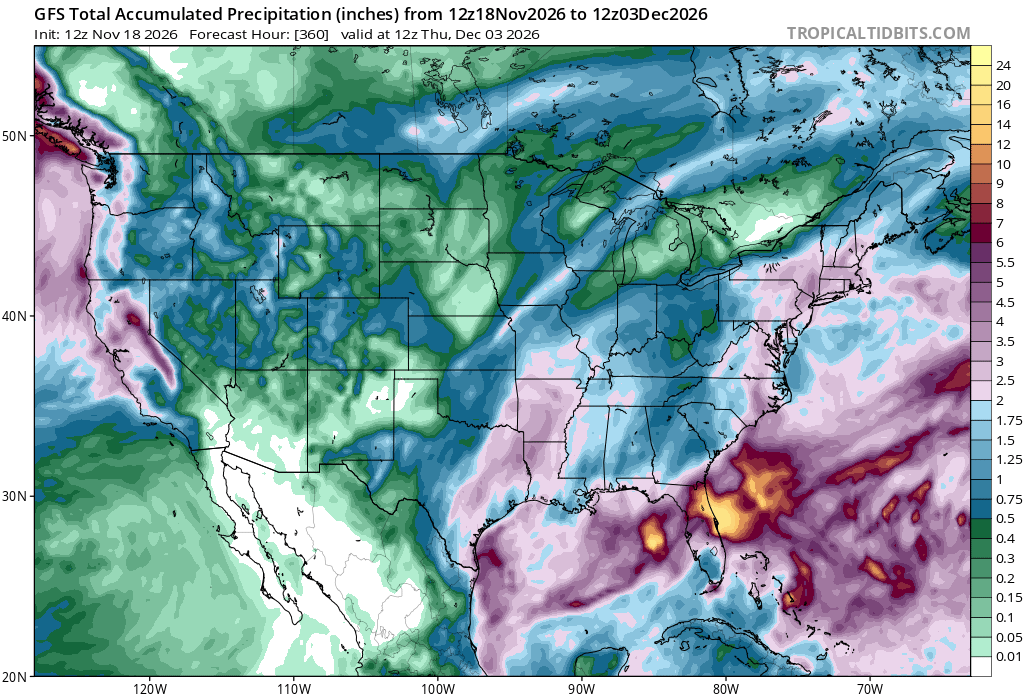 GFS Total Accumulated Precipitation (inches) from 12z18Nov2026 to 12z03Dec2026
Init: 12z Nov 18 2026 Forecast Hour: [360] valid at 12z Thu, Dec 03 2026
TROPICALTIDBITS.COM
24
20
16
14
12
10
9
8
7
6
5.5
5
4.5
4
3.5
3
2.5
2
1.75
1.5
1.25
1
0.75
0.5
0.4
0.3
0.2
0.15
0.1
0.05
0.01
50N
40N
30N
20N
120W
110W
100W
90W
80W
70W